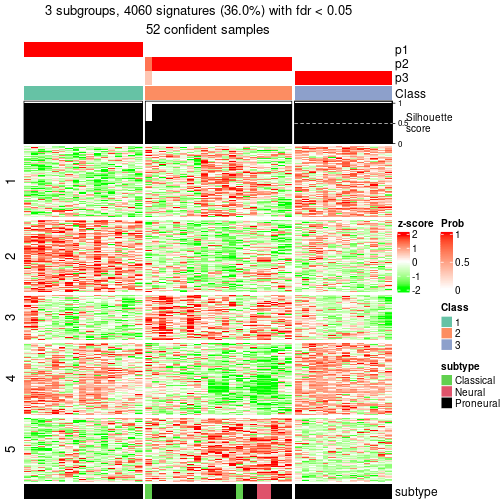 3 subgroups, 4060 signatures (36.0%) with fdr < 0.05
52 confident samples
p1
p2
p3
Class
1
0.5
0
Silhouette
score
1
2
3
4
5
z-score
2
1
0
-1
-2
Prob
1
0.5
0
Class
1
2
3
subtype
Classical
Neural
Proneural
subtype